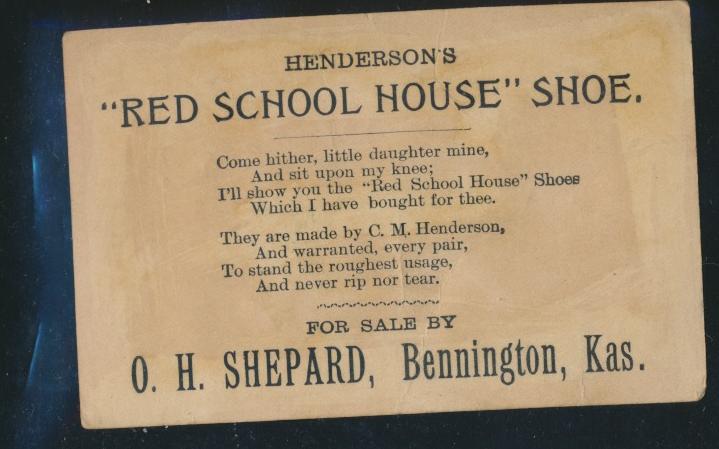 HENDERSON'S
"RED SCHOOL HOUSE" SHOE.
Come hither, little daughter mine,
And sit upon my knee;
I'll show you the "Red School House" Shoes
Which I have bought for thee.
They are made by C. M. Henderson,
And warranted, every pair,
To stand the roughest usage,
And never rip nor tear.
FOR SALE BY
O. H. SHEPARD, Bennington, Kas.